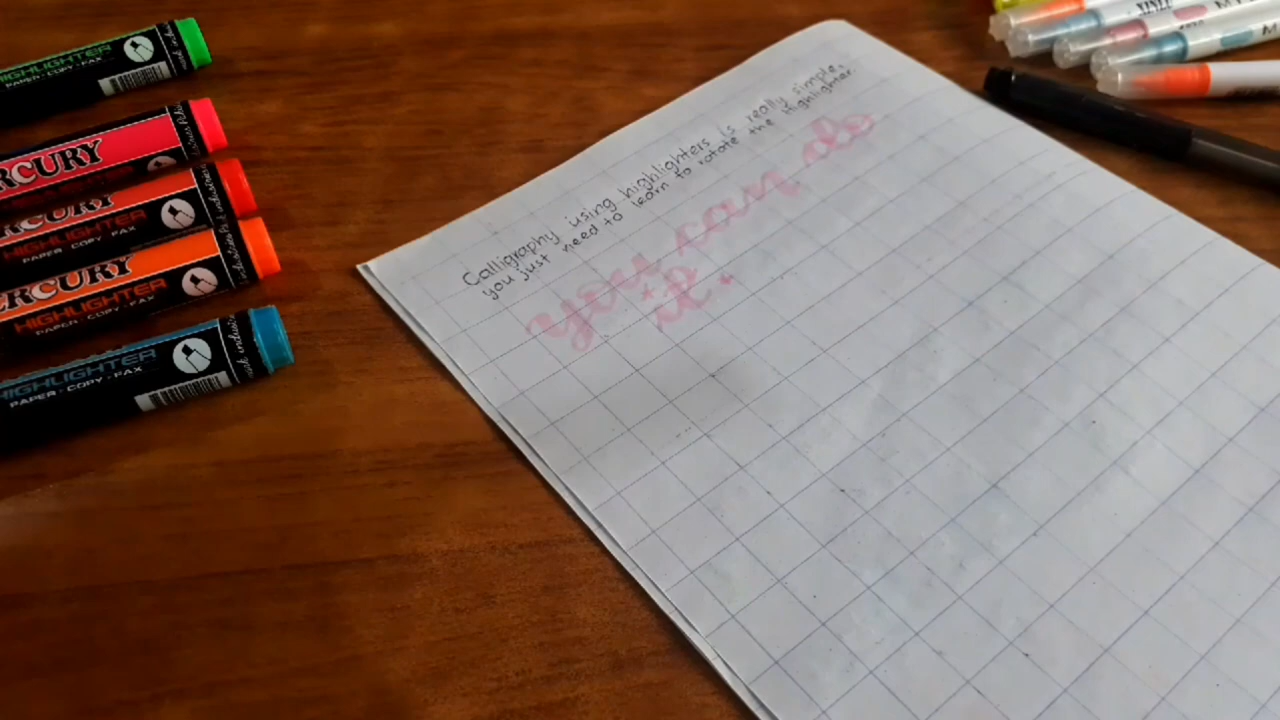 HIGHLIGHTER
PAPER · COPY · FAX
RCURY
RCURY
HIGHLIGHTER
PAPER · COPY · FAX
ERCURY
HIGHLIGHTER
PAPER · COPY · FAX
HIGHLIGHTER
PAPER · COPY · FAX
Calligraphy using highlighters is really simple,
you just need to learn to rotate the highlighter.
you can do
it.